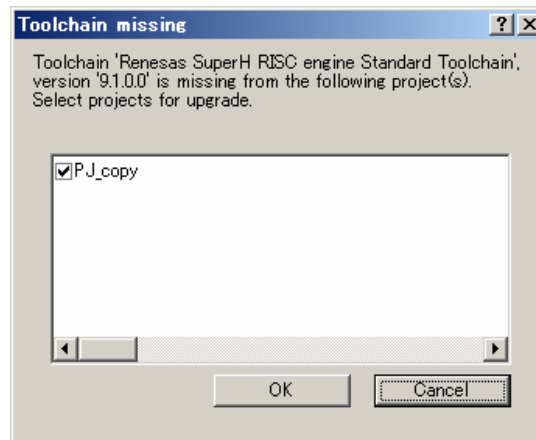 Toolchain missing
Toolchain 'Renesas SuperH RISC engine Standard Toolchain',
version '9.1.0.0' is missing from the following project(s).
Select projects for upgrade.
PJ_copy
OK
Cancel